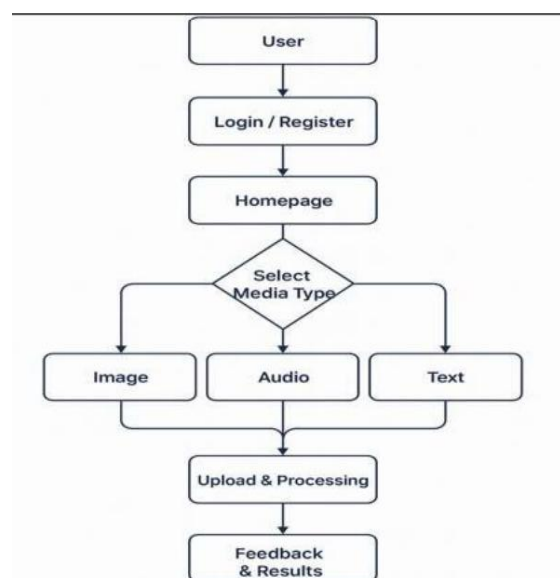 User
Login / Register
Homepage
Select
Media Type
Image
Audio
Text
Upload & Processing
Feedback
& Results